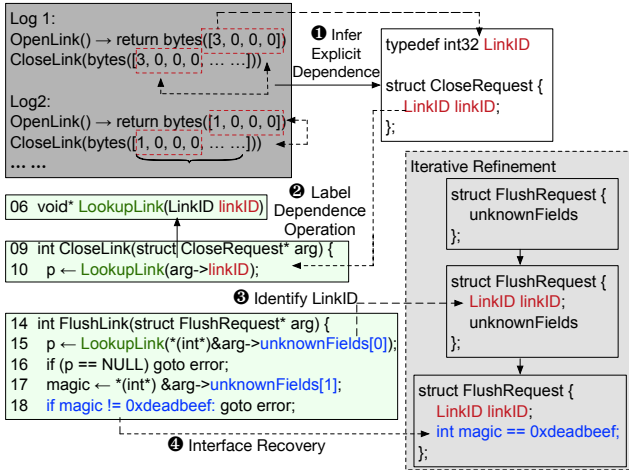 Log 1:
OpenLink() → return bytes([3, 0, 0, 0])
CloseLink(bytes([3, 0, 0, 0, ... ...]))
Log2:
OpenLink() → return bytes([1, 0, 0, 0])
CloseLink(bytes([1, 0, 0, 0, ... ...]))
... ...
❶ Infer
Explicit
Dependence
typedef int32 LinkID
struct CloseRequest {
LinkID linkID;
};
❷ Label
Dependence
Operation
06 void* LookupLink(LinkID linkID)
09 int CloseLink(struct CloseRequest* arg) {
10 p ← LookupLink(arg->linkID);
❸ Identify LinkID
14 int FlushLink(struct FlushRequest* arg) {
15 p ← LookupLink(*(int*)&arg->unknownFields[0]);
16 if (p == NULL) goto error;
17 magic ← *(int*) &arg->unknownFields[1];
18 if magic != 0xdeadbeef: goto error;
❹ Interface Recovery
Iterative Refinement
struct FlushRequest {
unknownFields
};
struct FlushRequest {
LinkID linkID;
unknownFields
};
struct FlushRequest {
LinkID linkID;
int magic == 0xdeadbeef;
};